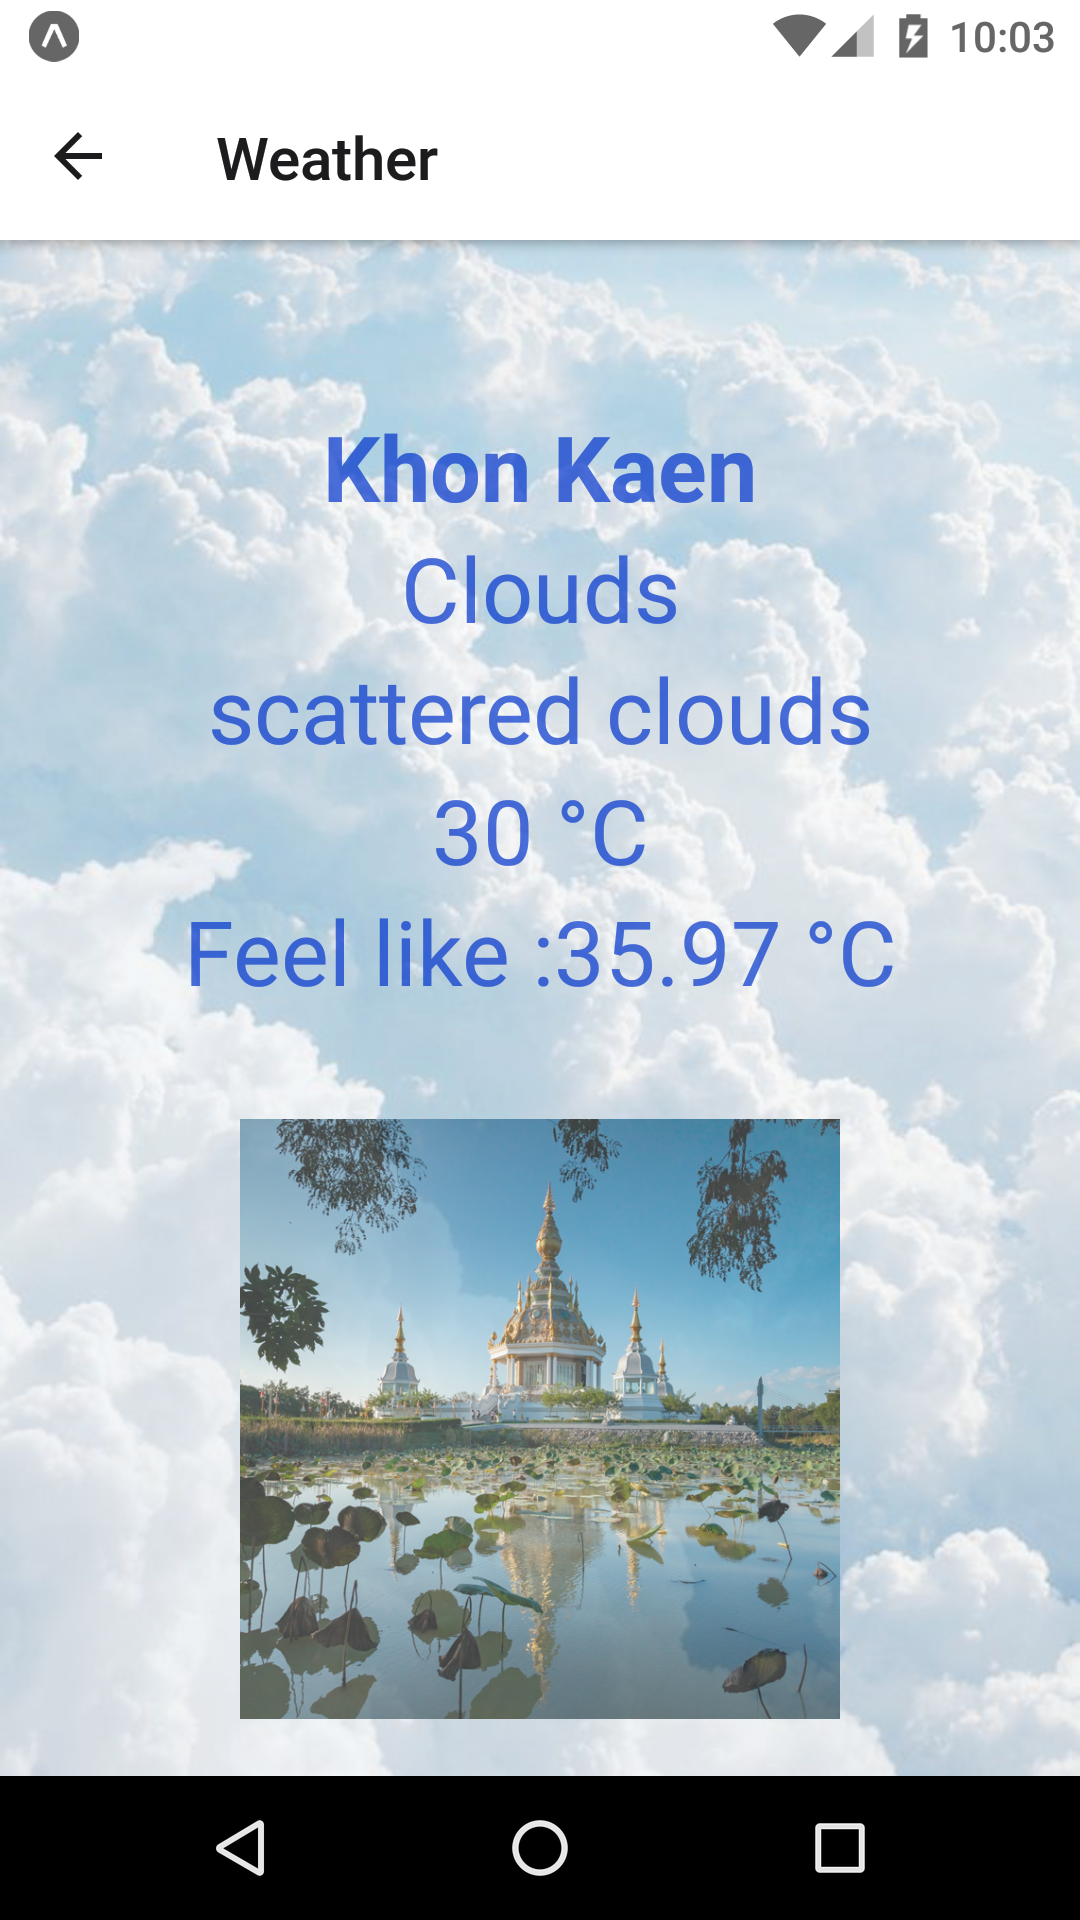 10:03
Weather
Khon Kaen
Clouds
scattered clouds
30 °C
Feel like :35.97 °C